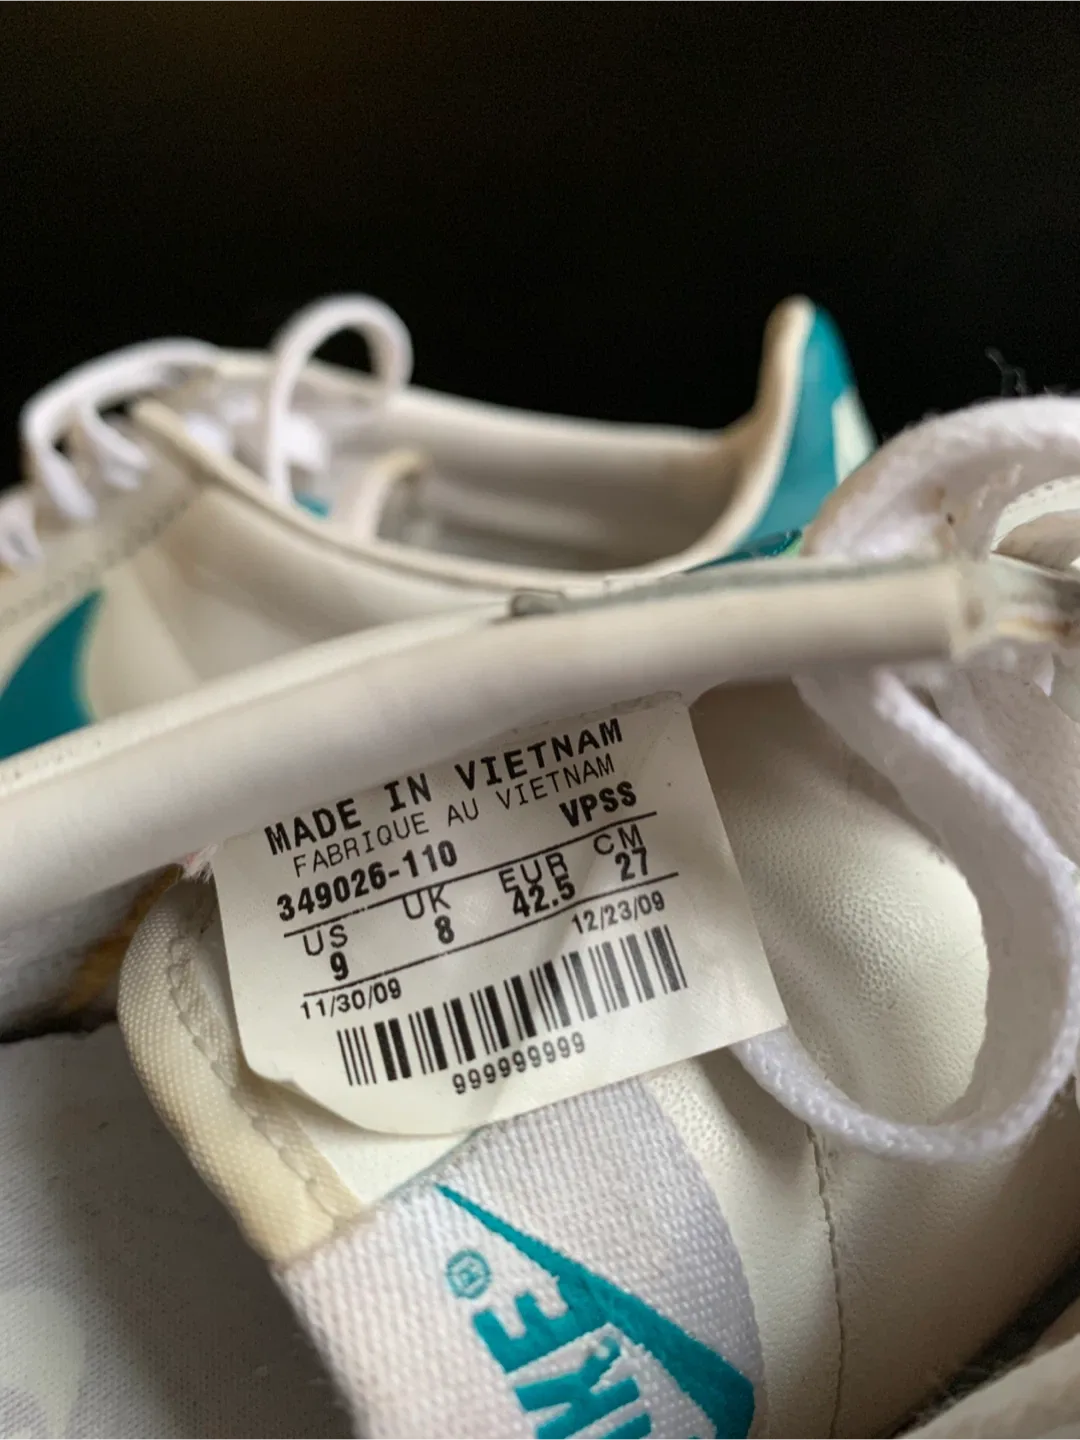 MADE IN VIETNAM
FABRIQUE AU VIETNAM
349026-110 VPSS
US UK EUR CM
9 8 42.5 27
11/30/09 12/23/09
999999999
®
NIKE